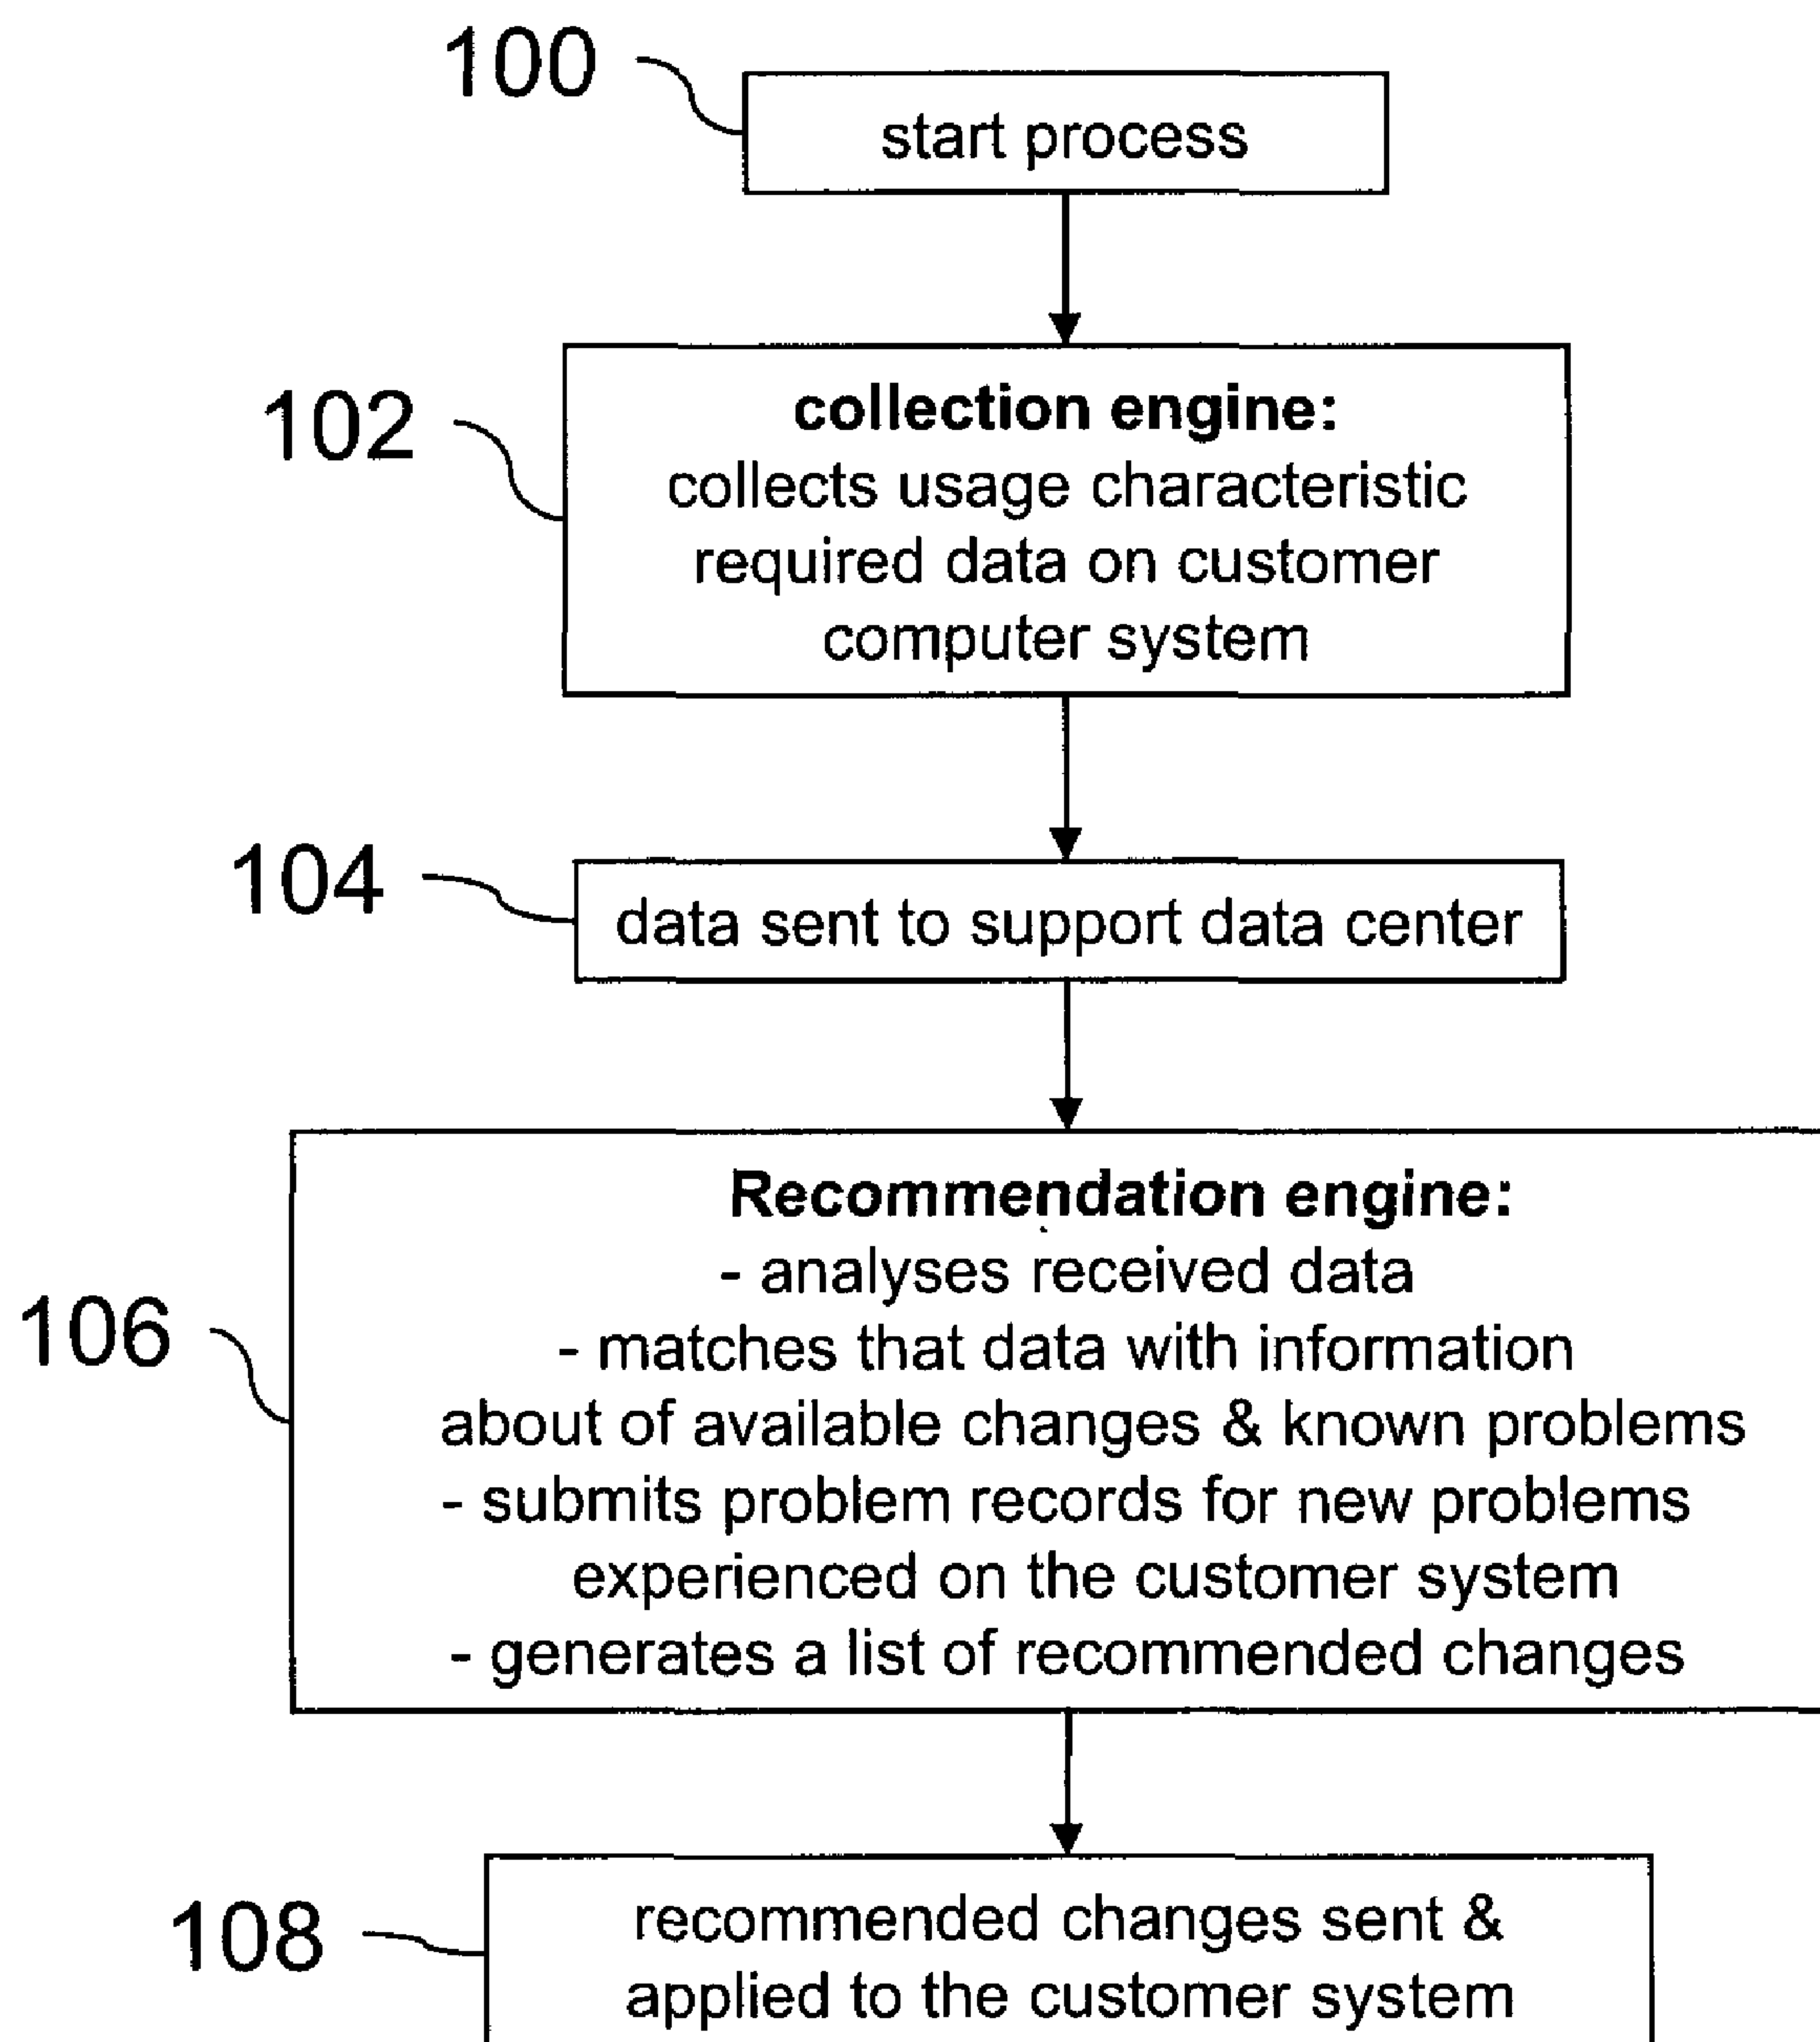 100
start process
102
collection engine:
collects usage characteristic
required data on customer
computer system
104
data sent to support data center
106
Recommendation engine:
- analyses received data
- matches that data with information
about of available changes & known problems
- submits problem records for new problems
experienced on the customer system
- generates a list of recommended changes
108
recommended changes sent &
applied to the customer system